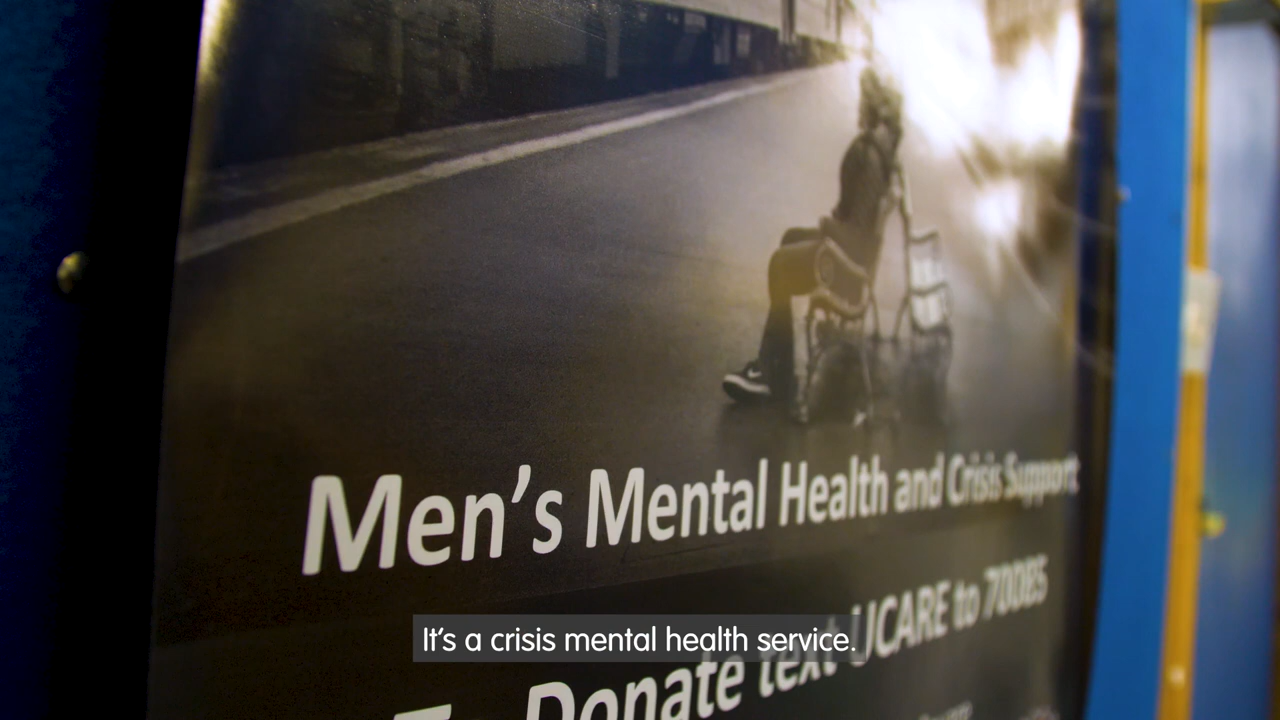 Men's Mental Health and Crisis Support
To Donate text UCARE to 70085
It's a crisis mental health service.